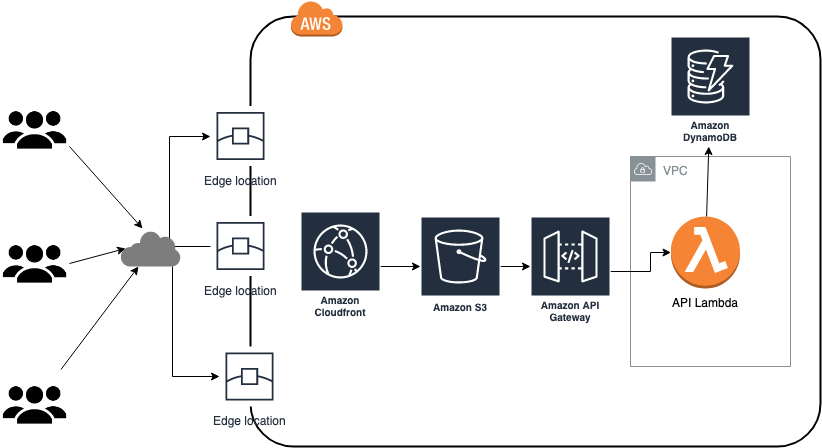 AWS
Amazon
DynamoDB
VPC
Edge location
Edge location
Amazon
Cloudfront
Amazon S3
</>
Amazon API
Gateway
λ
API Lambda
Edge location